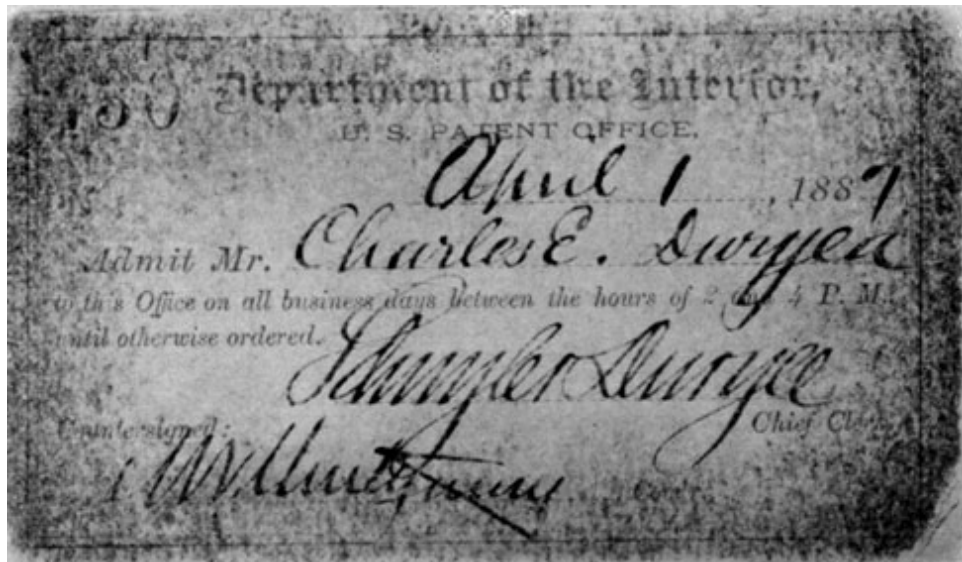 130
Department of the Interior,
U. S. PATENT OFFICE,
April 1, 1887
Admit Mr. Charles E. Duryea
to this Office on all business days between the hours of 2 and 4 P. M.
until otherwise ordered.
Schuyler Duryee
Chief Clerk.
Countersigned: